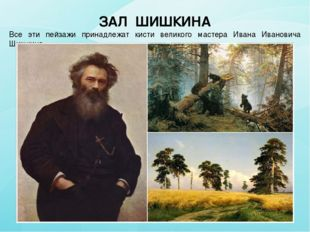 ЗАЛ ШИШКИНА
Все эти пейзажи принадлежат кисти великого мастера Ивана Ивановича